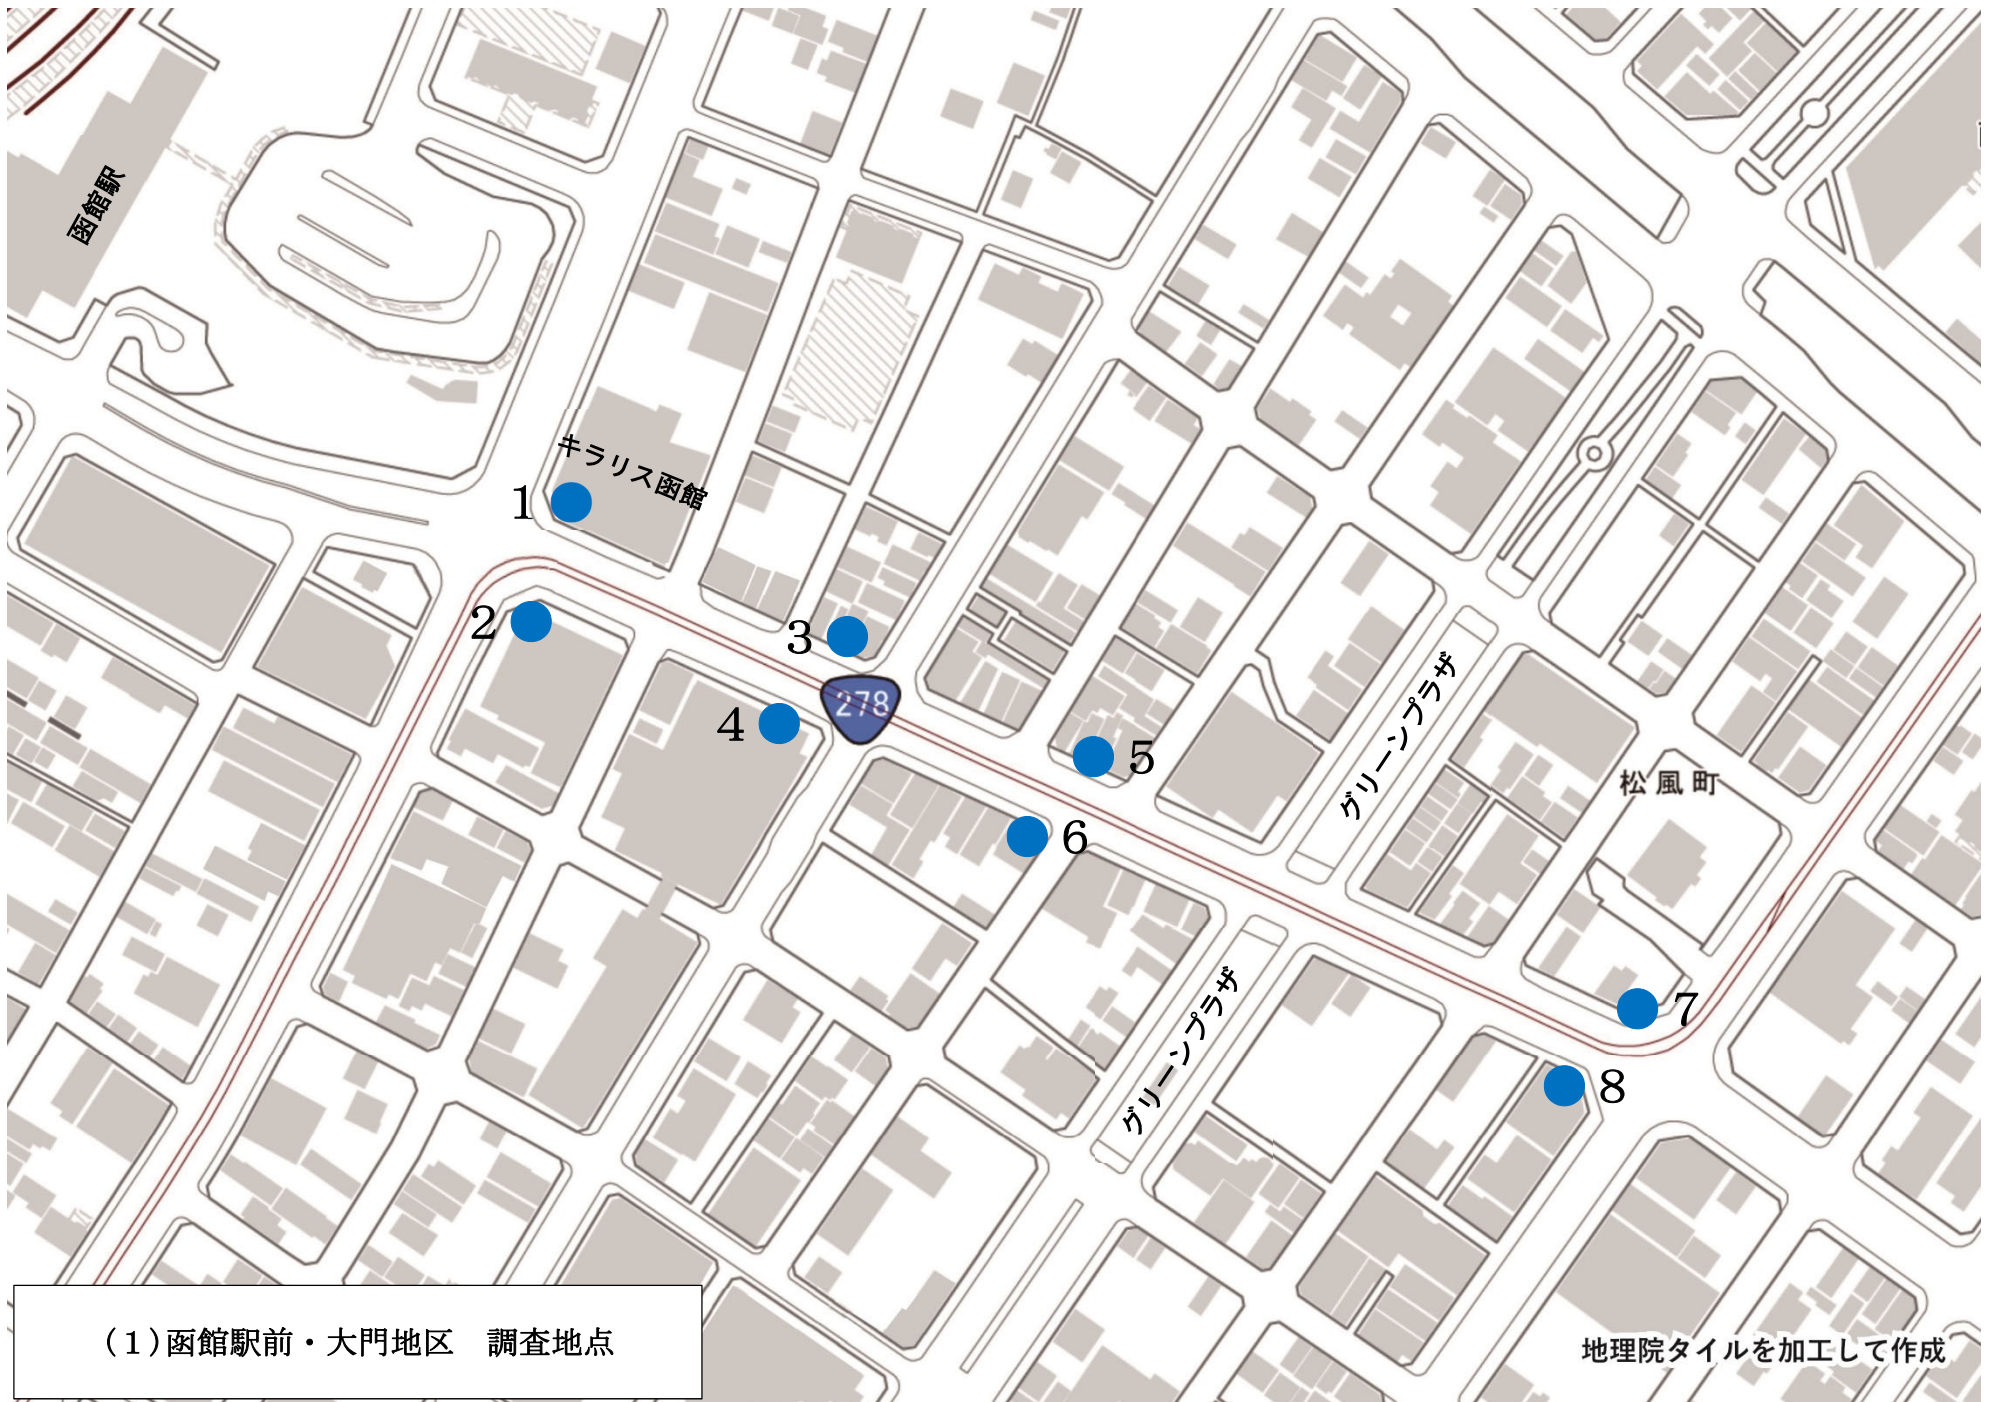 函館駅
キラリス函館
1
2
3
278
4
5
6
グリーンプラザ
松風町
グリーンプラザ
7
8
(1)函館駅前・大門地区　調査地点
地理院タイルを加工して作成